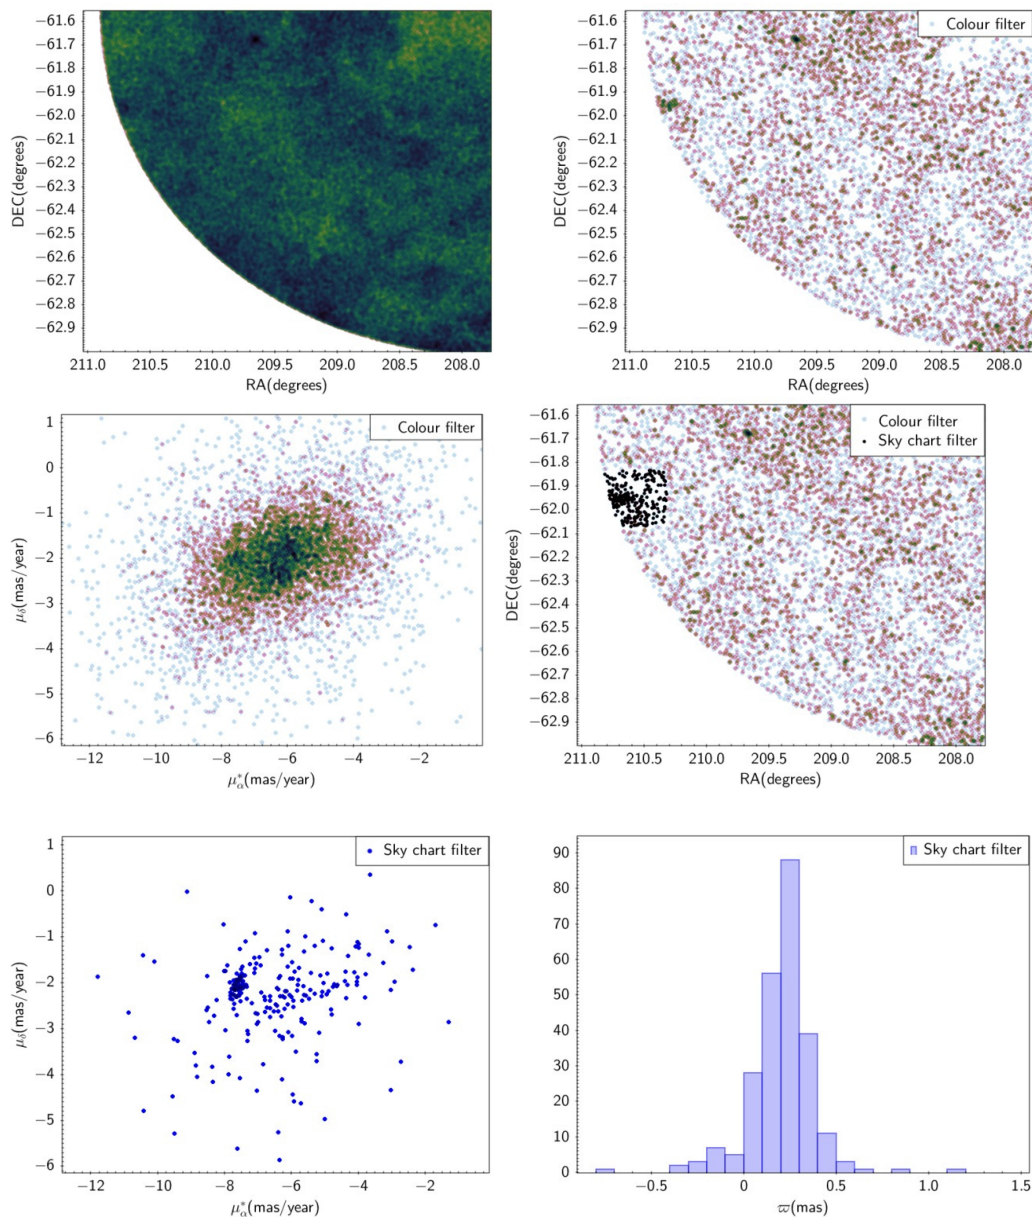 −61.6
−61.7
−61.8
−61.9
−62.0
−62.1
−62.2
−62.3
−62.4
−62.5
−62.6
−62.7
−62.8
−62.9
DEC(degrees)
211.0 210.5 210.0 209.5 209.0 208.5 208.0
RA(degrees)
Colour filter
−61.6
−61.7
−61.8
−61.9
−62.0
−62.1
−62.2
−62.3
−62.4
−62.5
−62.6
−62.7
−62.8
−62.9
DEC(degrees)
211.0 210.5 210.0 209.5 209.0 208.5 208.0
RA(degrees)
Colour filter
1
0
−1
−2
−3
−4
−5
−6
μδ(mas/year)
−12 −10 −8 −6 −4 −2
μ*α(mas/year)
Colour filter
Sky chart filter
−61.6
−61.7
−61.8
−61.9
−62.0
−62.1
−62.2
−62.3
−62.4
−62.5
−62.6
−62.7
−62.8
−62.9
DEC(degrees)
211.0 210.5 210.0 209.5 209.0 208.5 208.0
RA(degrees)
Sky chart filter
1
0
−1
−2
−3
−4
−5
−6
μδ(mas/year)
−12 −10 −8 −6 −4 −2
μ*α(mas/year)
Sky chart filter
90
80
70
60
50
40
30
20
10
0
−0.5 0 0.5 1.0 1.5
ϖ(mas)